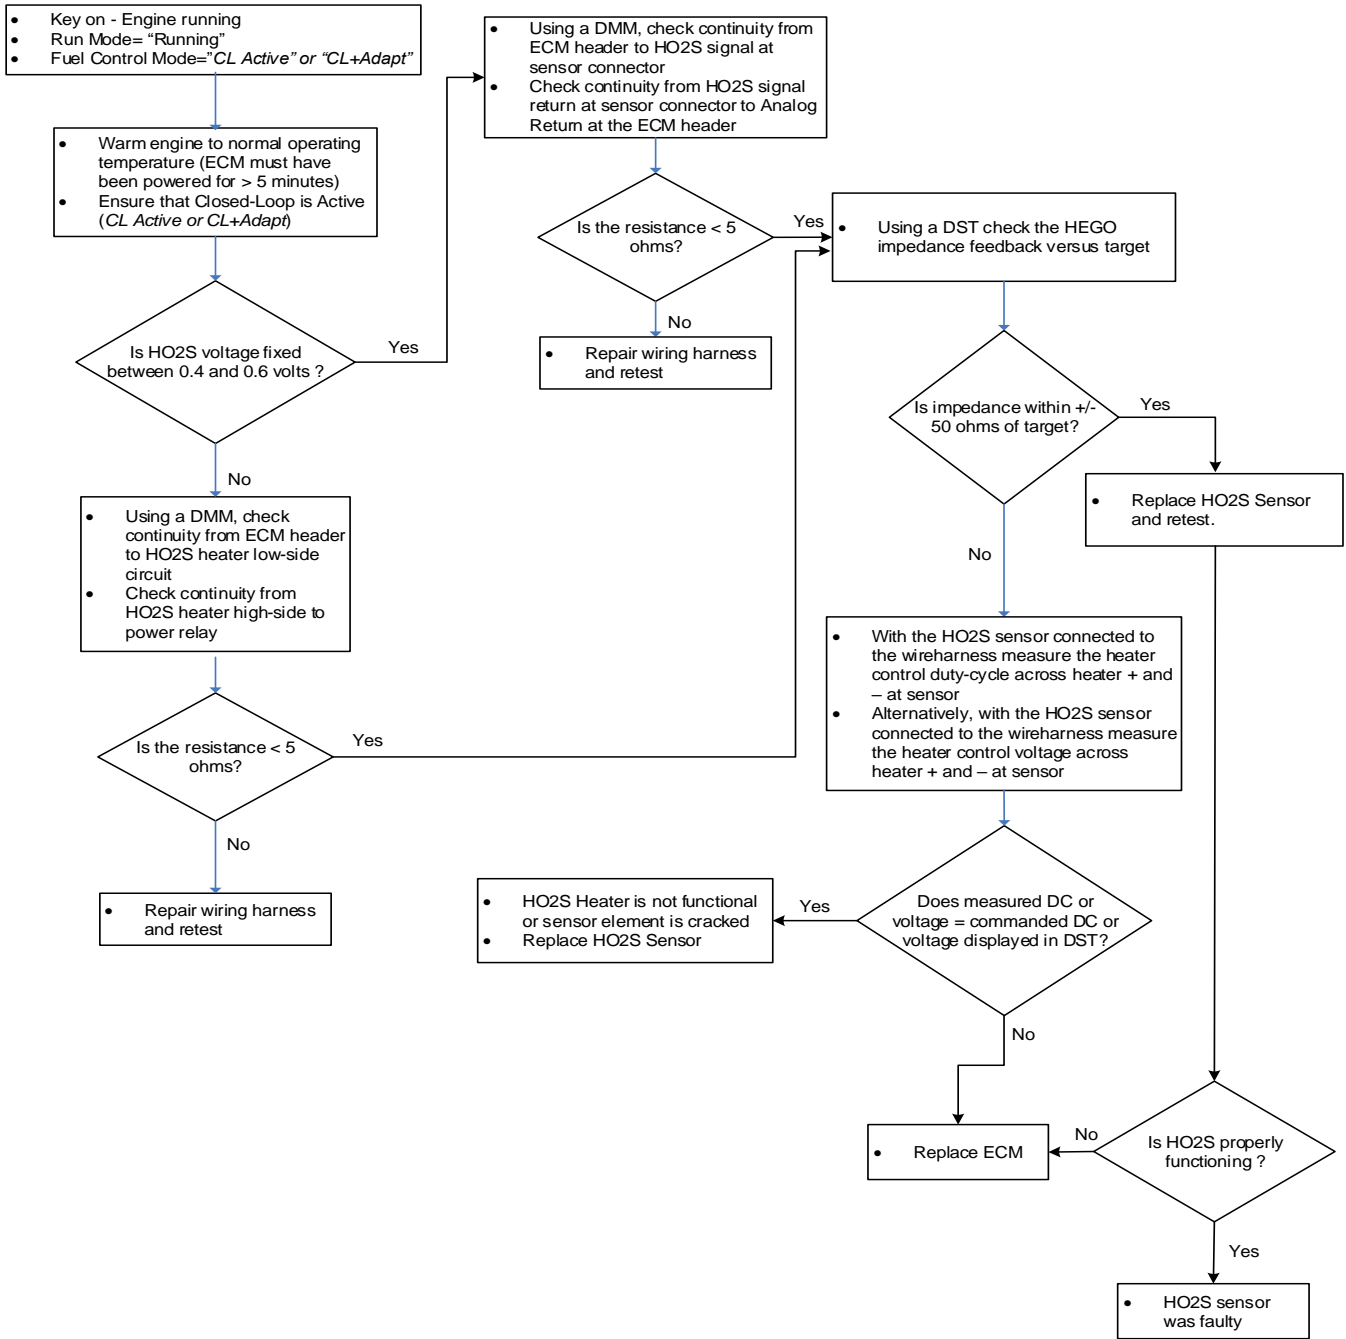 • Key on - Engine running
• Run Mode= “Running”
• Fuel Control Mode=”CL Active” or “CL+Adapt”
• Warm engine to normal operating
temperature (ECM must have
been powered for > 5 minutes)
• Ensure that Closed-Loop is Active
(CL Active or CL+Adapt)
Is HO2S voltage fixed
between 0.4 and 0.6 volts ?
Yes
No
• Using a DMM, check continuity from
ECM header to HO2S signal at
sensor connector
• Check continuity from HO2S signal
return at sensor connector to Analog
Return at the ECM header
Is the resistance < 5
ohms?
Yes
No
• Repair wiring harness
and retest
• Using a DST check the HEGO
impedance feedback versus target
Is impedance within +/-
50 ohms of target?
Yes
No
• Replace HO2S Sensor
and retest.
• Using a DMM, check
continuity from ECM header
to HO2S heater low-side
circuit
• Check continuity from
HO2S heater high-side to
power relay
Is the resistance < 5
ohms?
Yes
No
• Repair wiring harness
and retest
• With the HO2S sensor connected to
the wireharness measure the heater
control duty-cycle across heater + and
– at sensor
• Alternatively, with the HO2S sensor
connected to the wireharness measure
the heater control voltage across
heater + and – at sensor
Does measured DC or
voltage = commanded DC or
voltage displayed in DST?
Yes
No
• HO2S Heater is not functional
or sensor element is cracked
• Replace HO2S Sensor
• Replace ECM
No
Is HO2S properly
functioning ?
Yes
• HO2S sensor
was faulty